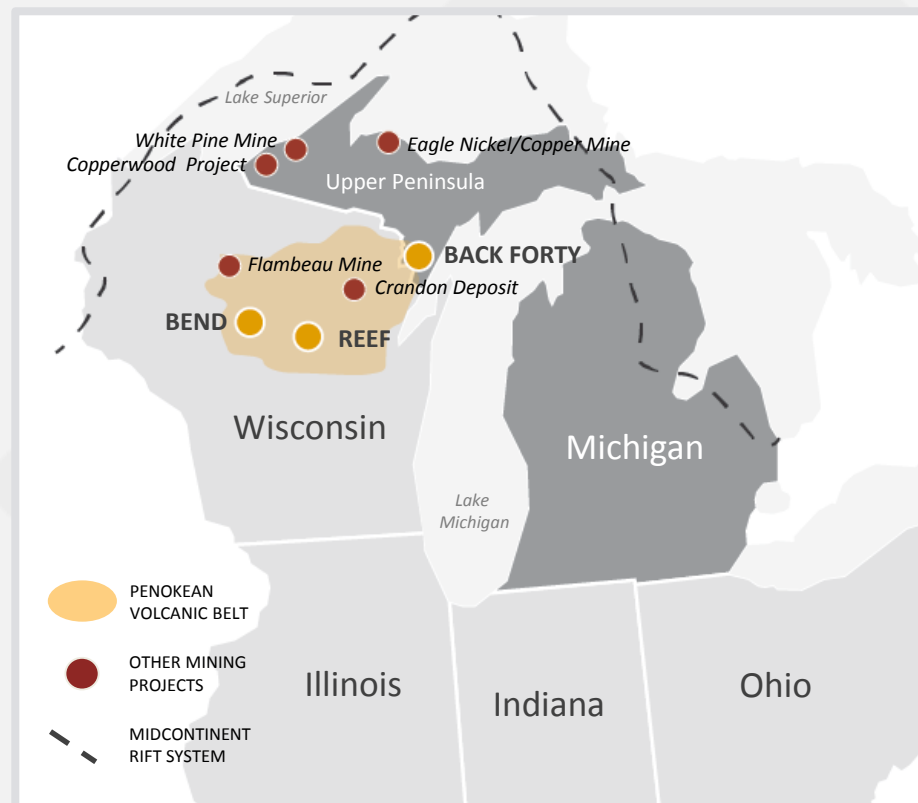 Lake Superior
White Pine Mine
Eagle Nickel/Copper Mine
Copperwood Project
Upper Peninsula
BACK FORTY
Flambeau Mine
Crandon Deposit
BEND
REEF
Wisconsin
Michigan
Lake
Michigan
PENOKEAN
VOLCANIC BELT
OTHER MINING
PROJECTS
MIDCONTINENT
RIFT SYSTEM
Illinois
Indiana
Ohio